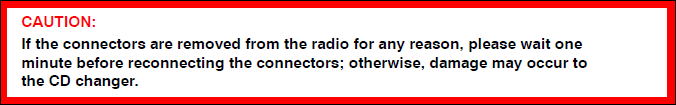 CAUTION:
If the connectors are removed from the radio for any reason, please wait one
minute before reconnecting the connectors; otherwise, damage may occur to
the CD changer.